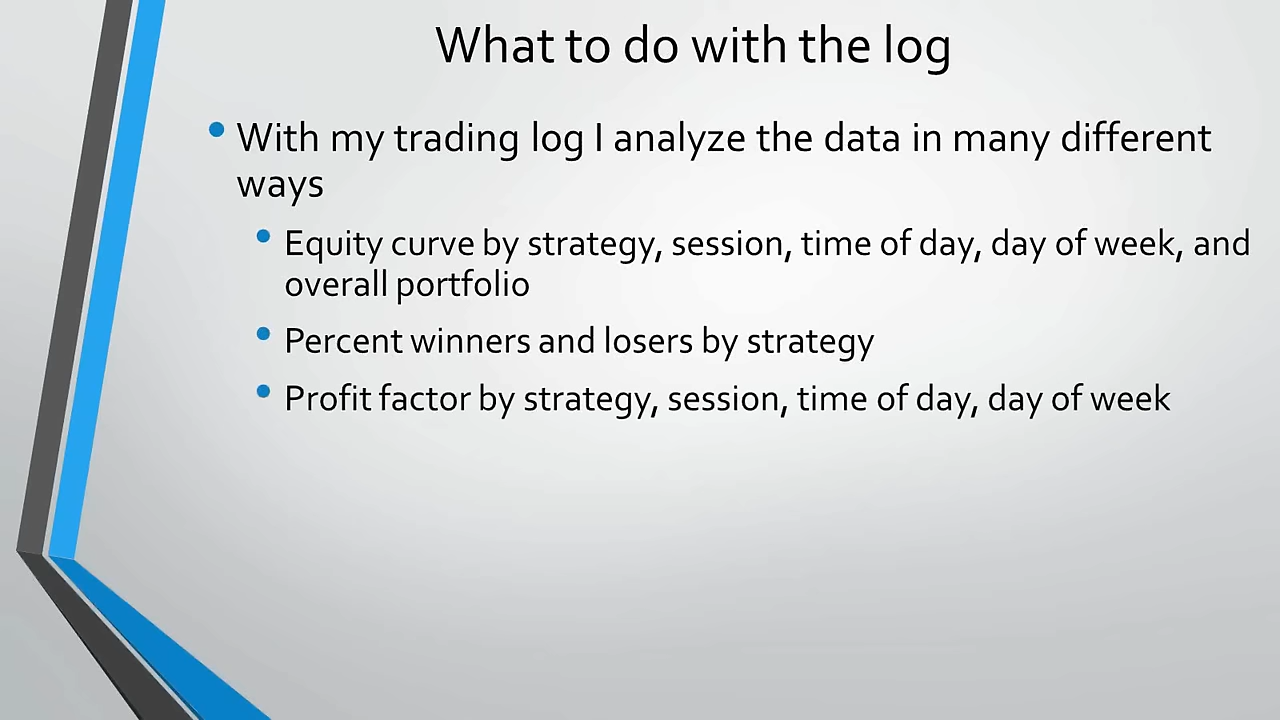 What to do with the log
• With my trading log I analyze the data in many different
ways
• Equity curve by strategy, session, time of day, day of week, and
overall portfolio
• Percent winners and losers by strategy
• Profit factor by strategy, session, time of day, day of week